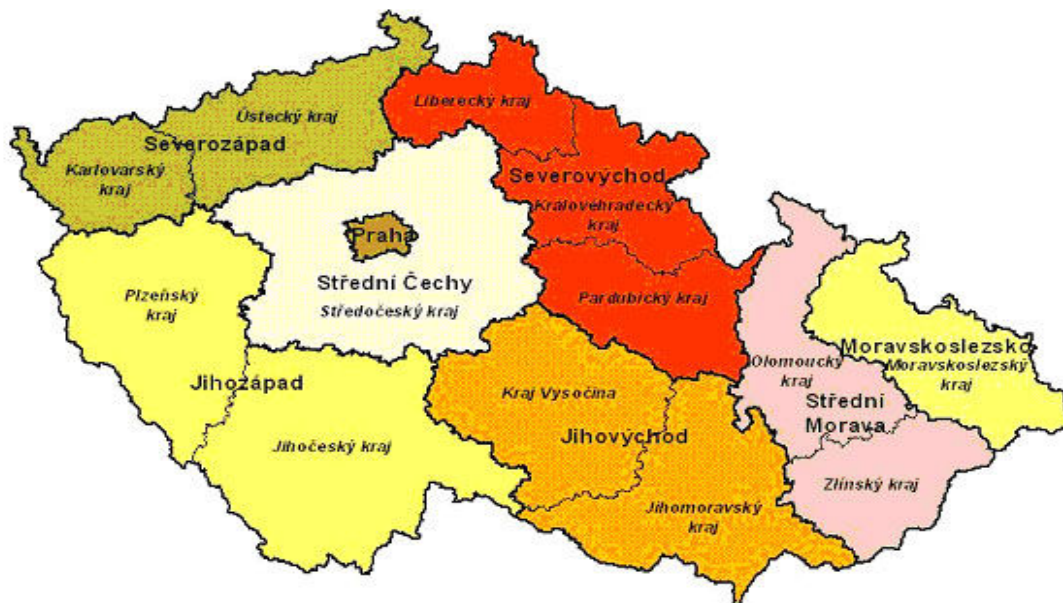 Liberecký kraj
Ústecký kraj
Severozápad
Karlovarský
kraj
Severovýchod
Kralovehradecký
kraj
Praha
Střední Čechy
Středočeský kraj
Plzeňský
kraj
Pardubický kraj
Moravskoslezsko
Moravskoslezský
kraj
Olomoucký
kraj
Střední
Morava
Jihozápad
Kraj Vysočina
Jihovýchod
Jihočeský kraj
Zlínský kraj
Jihomoravský
kraj